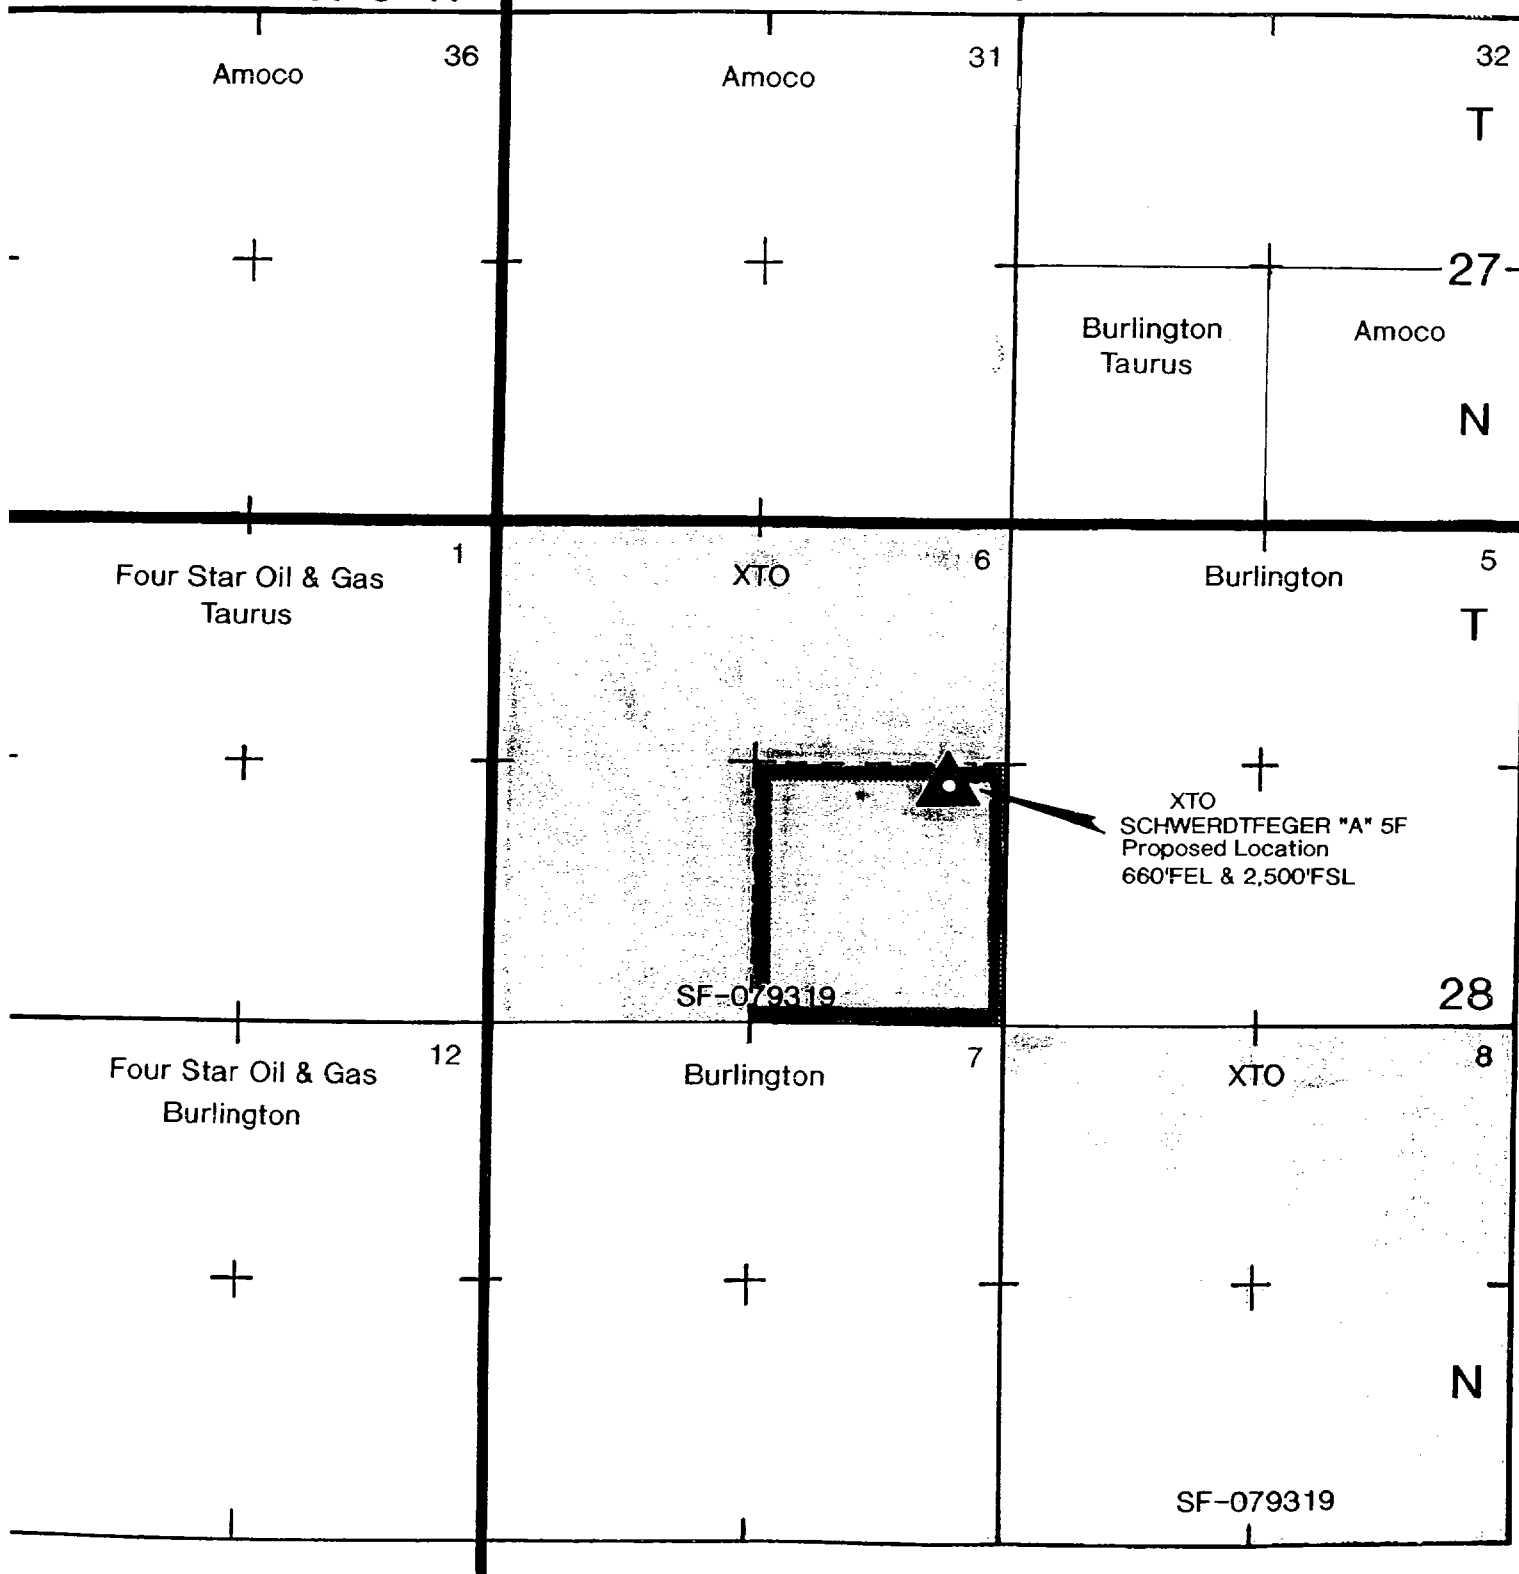 36
Amoco
31
Amoco
32
T
27
Burlington
Taurus
Amoco
N
1
Four Star Oil & Gas
Taurus
6
XTO
5
Burlington
T
XTO
SCHWERDTFEGER "A" 5F
Proposed Location
660'FEL & 2,500'FSL
SF-079319
28
12
Four Star Oil & Gas
Burlington
7
Burlington
8
XTO
N
SF-079319